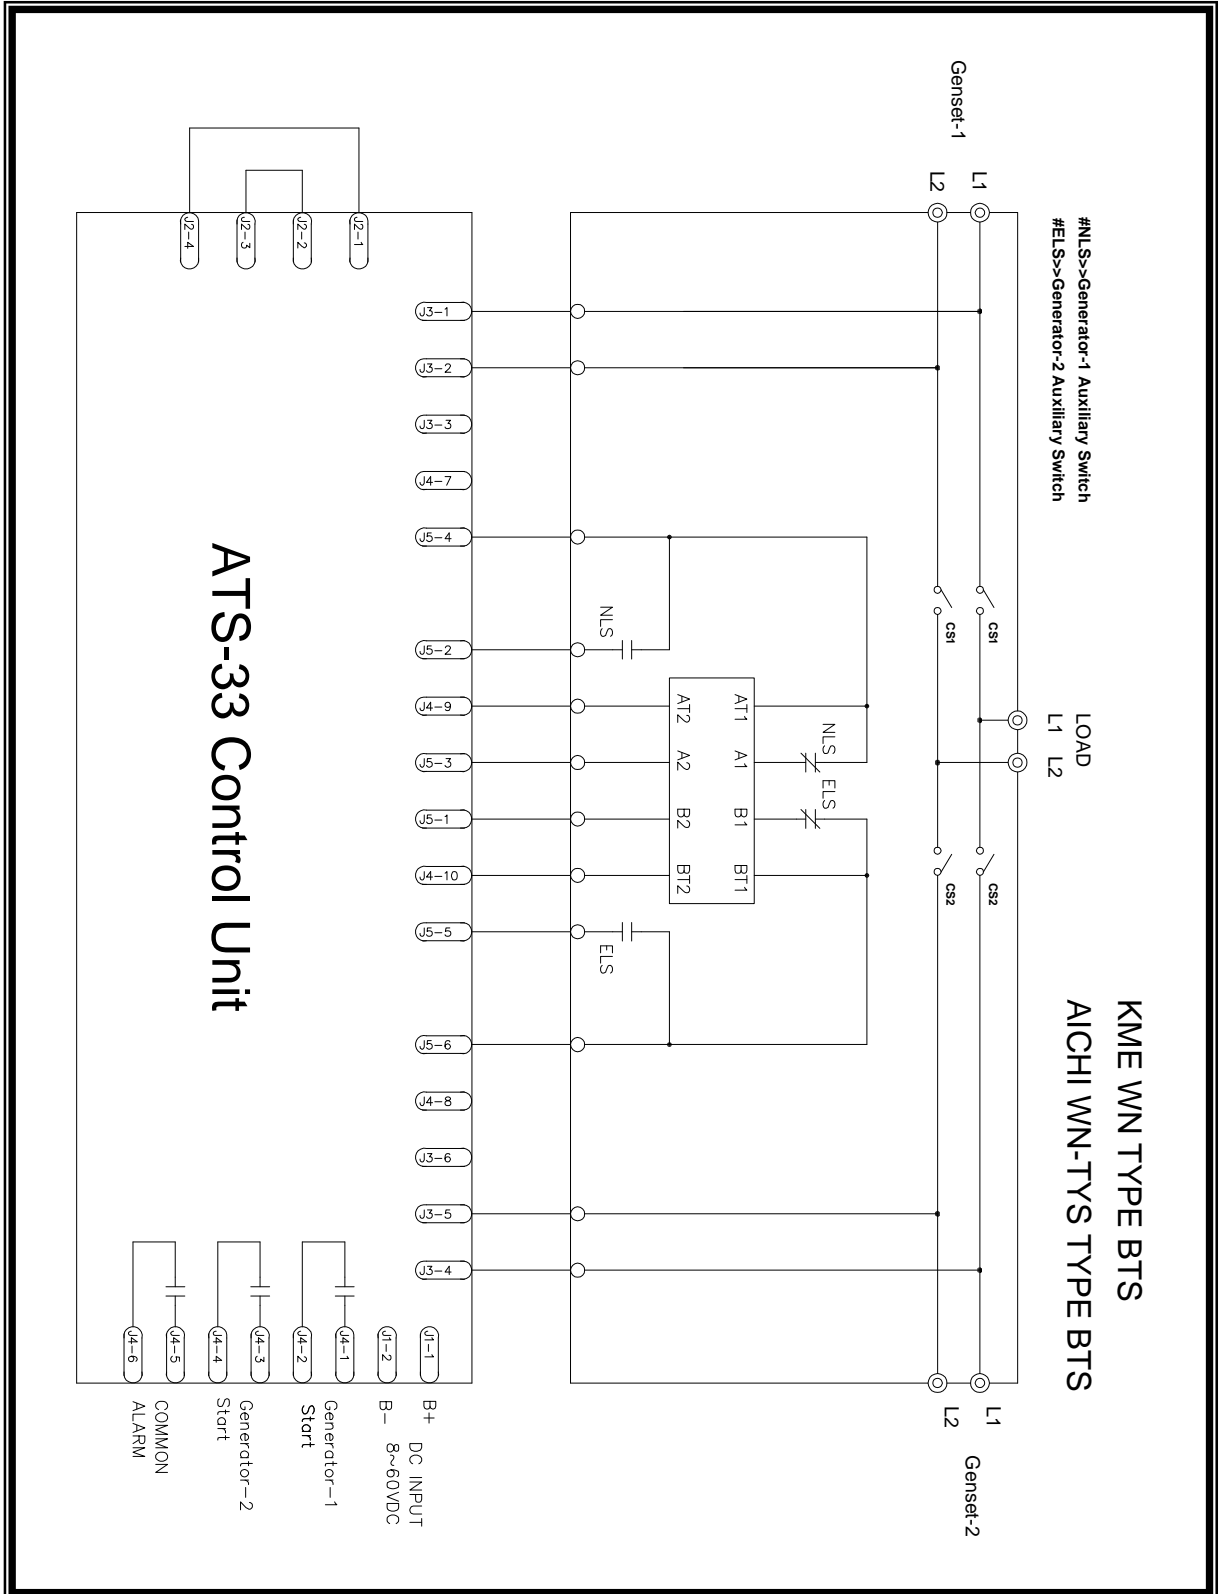 KME WN TYPE BTS
AICHI WN-TYS TYPE BTS
#NLS>>Generator-1 Auxiliary Switch
#ELS>>Generator-2 Auxiliary Switch
LOAD
L1 L2
Genset-1
L1
L2
CS1
CS1
CS2
CS2
L1
L2
Genset-2
NLS
ELS
AT1 A1 B1 BT1
AT2 A2 B2 BT2
NLS
ELS
J3-1
J3-2
J3-3
J4-7
J5-4
J5-2
J4-9
J5-3
J5-1
J4-10
J5-5
J5-6
J4-8
J3-6
J3-5
J3-4
J2-1
J2-2
J2-3
J2-4
ATS-33 Control Unit
J1-1
B+
DC INPUT
J1-2
B-
8~60VDC
J4-1
Generator-1
J4-2
Start
J4-3
Generator-2
J4-4
Start
J4-5
COMMON
J4-6
ALARM